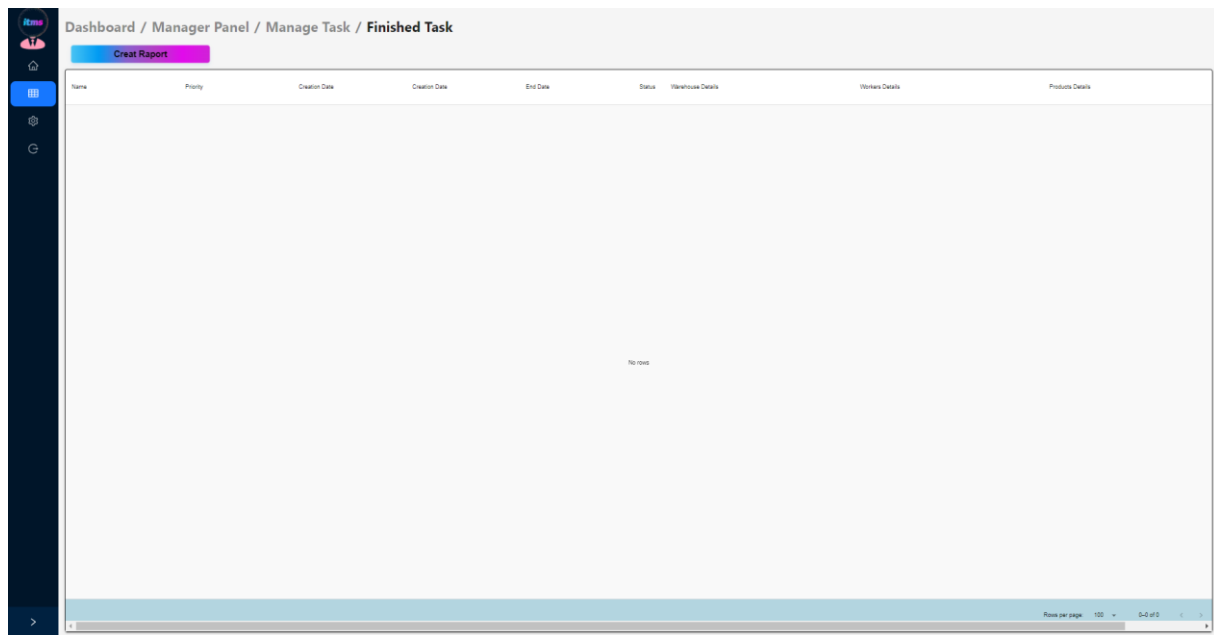 itms
Dashboard / Manager Panel / Manage Task / Finished Task
Creat Raport
Name Priority Creation Date Creation Date End Date Status Warehouse Details Workers Details Products Details
No rows
Rows per page: 100 0–0 of 0